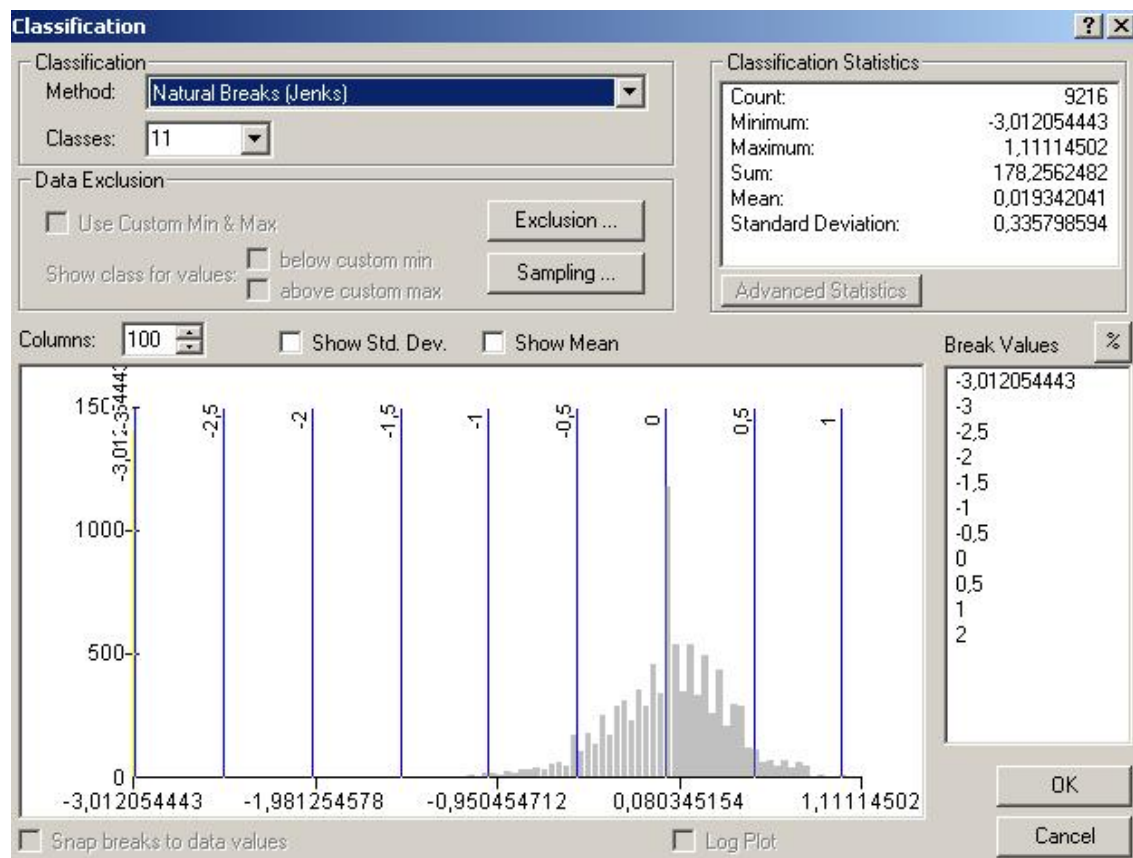 Classification
Classification
Method: Natural Breaks (Jenks)
Classes: 11
Data Exclusion
Use Custom Min & Max
Exclusion ...
Show class for values: below custom min
above custom max
Sampling ...
Classification Statistics
Count: 9216
Minimum: -3,012054443
Maximum: 1,11114502
Sum: 178,2562482
Mean: 0,019342041
Standard Deviation: 0,335798594
Advanced Statistics
Columns: 100
Show Std. Dev.
Show Mean
Break Values
%
-3,012054443
-3
-2,5
-2
-1,5
-1
-0,5
0
0,5
1
2
-2,5 -2 -1,5 -1 -0,5 0 0,5 1
1000
500
0
-3,012054443 -1,981254578 -0,950454712 0,080345154 1,11114502
Snap breaks to data values
Log Plot
OK
Cancel